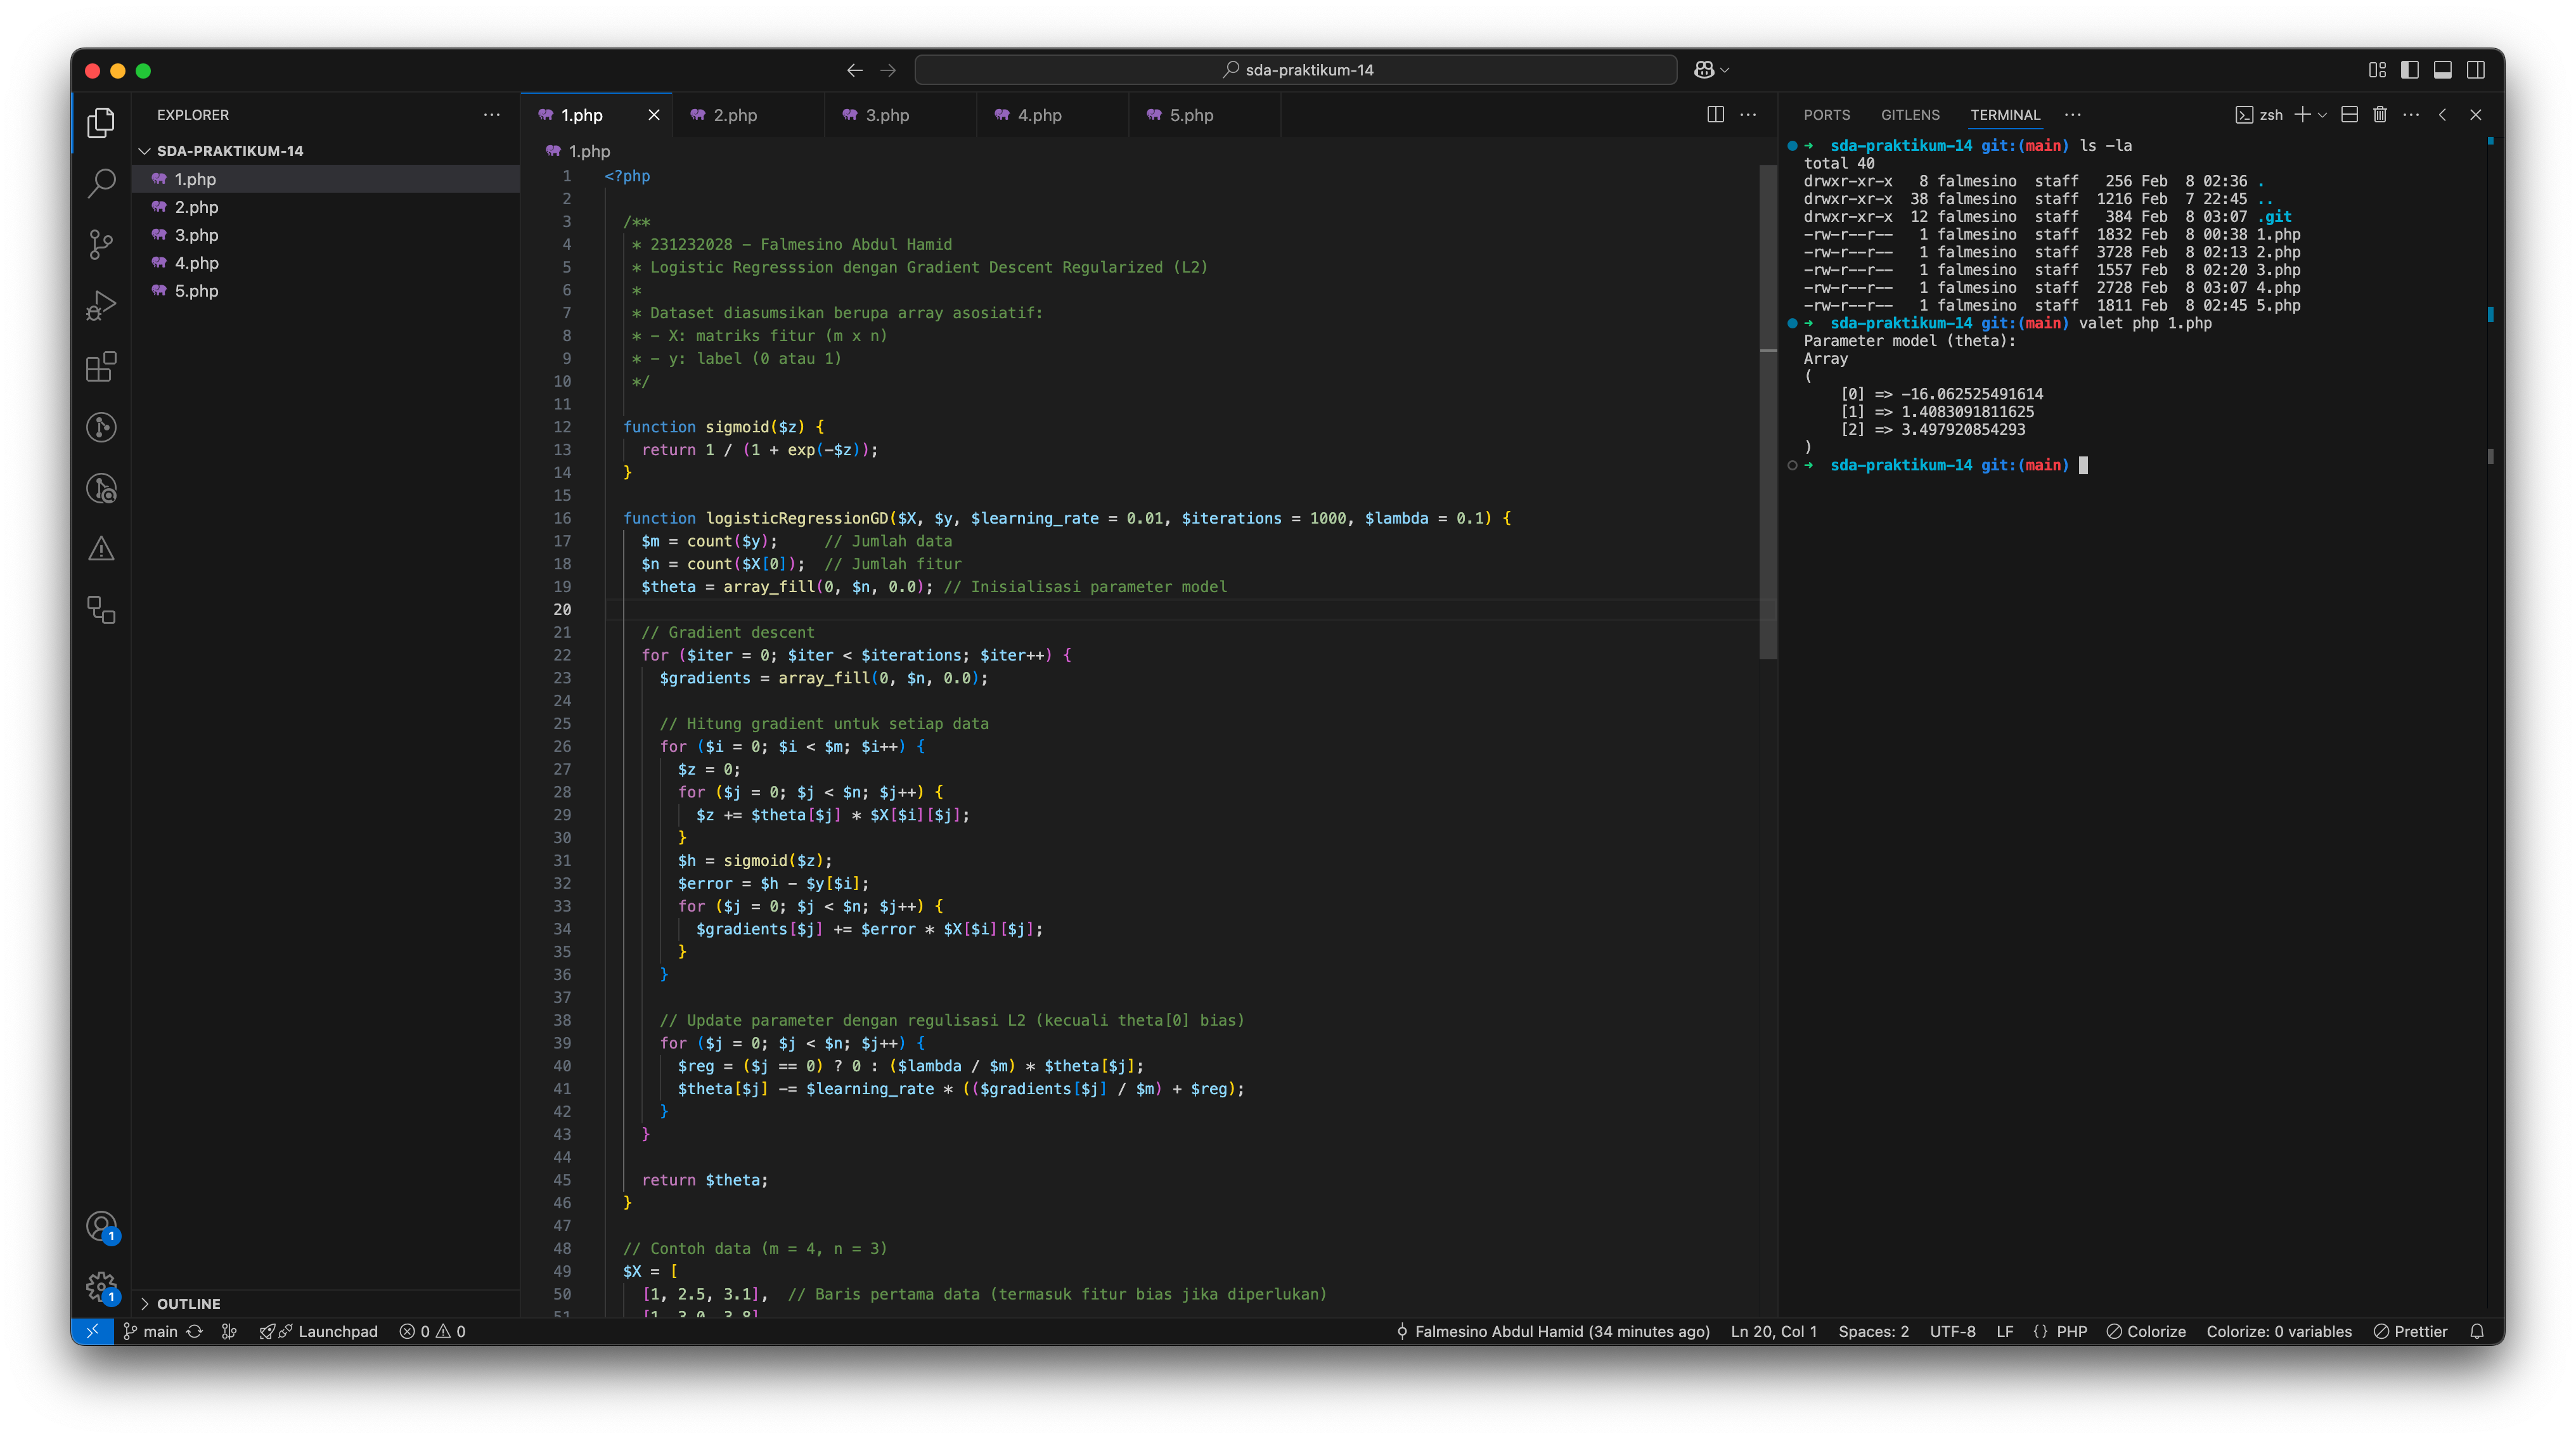 sda-praktikum-14
EXPLORER
SDA-PRAKTIKUM-14
1.php
2.php
3.php
4.php
5.php
OUTLINE
1
1
1.php
2.php
3.php
4.php
5.php
1.php
1 <?php
2
3 /**
4 * 231232028 - Falmesino Abdul Hamid
5 * Logistic Regresssion dengan Gradient Descent Regularized (L2)
6 *
7 * Dataset diasumsikan berupa array asosiatif:
8 * - X: matriks fitur (m x n)
9 * - y: label (0 atau 1)
10 */
11
12 function sigmoid($z) {
13 return 1 / (1 + exp(-$z));
14 }
15
16 function logisticRegressionGD($X, $y, $learning_rate = 0.01, $iterations = 1000, $lambda = 0.1) {
17 $m = count($y); // Jumlah data
18 $n = count($X[0]); // Jumlah fitur
19 $theta = array_fill(0, $n, 0.0); // Inisialisasi parameter model
20
21 // Gradient descent
22 for ($iter = 0; $iter < $iterations; $iter++) {
23 $gradients = array_fill(0, $n, 0.0);
24
25 // Hitung gradient untuk setiap data
26 for ($i = 0; $i < $m; $i++) {
27 $z = 0;
28 for ($j = 0; $j < $n; $j++) {
29 $z += $theta[$j] * $X[$i][$j];
30 }
31 $h = sigmoid($z);
32 $error = $h - $y[$i];
33 for ($j = 0; $j < $n; $j++) {
34 $gradients[$j] += $error * $X[$i][$j];
35 }
36 }
37
38 // Update parameter dengan regulisasi L2 (kecuali theta[0] bias)
39 for ($j = 0; $j < $n; $j++) {
40 $reg = ($j == 0) ? 0 : ($lambda / $m) * $theta[$j];
41 $theta[$j] -= $learning_rate * (($gradients[$j] / $m) + $reg);
42 }
43 }
44
45 return $theta;
46 }
47
48 // Contoh data (m = 4, n = 3)
49 $X = [
50 [1, 2.5, 3.1], // Baris pertama data (termasuk fitur bias jika diperlukan)
51 [1, 3.0, 3.8]
PORTS GITLENS TERMINAL zsh
➜ sda-praktikum-14 git:(main) ls -la
total 40
drwxr-xr-x 8 falmesino staff 256 Feb 8 02:36 .
drwxr-xr-x 38 falmesino staff 1216 Feb 7 22:45 ..
drwxr-xr-x 12 falmesino staff 384 Feb 8 03:07 .git
-rw-r--r-- 1 falmesino staff 1832 Feb 8 00:38 1.php
-rw-r--r-- 1 falmesino staff 3728 Feb 8 02:13 2.php
-rw-r--r-- 1 falmesino staff 1557 Feb 8 02:20 3.php
-rw-r--r-- 1 falmesino staff 2728 Feb 8 03:07 4.php
-rw-r--r-- 1 falmesino staff 1811 Feb 8 02:45 5.php
➜ sda-praktikum-14 git:(main) valet php 1.php
Parameter model (theta):
Array
(
[0] => -16.062525491614
[1] => 1.4083091811625
[2] => 3.497920854293
)
➜ sda-praktikum-14 git:(main)
main Launchpad 0 0 Falmesino Abdul Hamid (34 minutes ago) Ln 20, Col 1 Spaces: 2 UTF-8 LF {} PHP Colorize Colorize: 0 variables Prettier